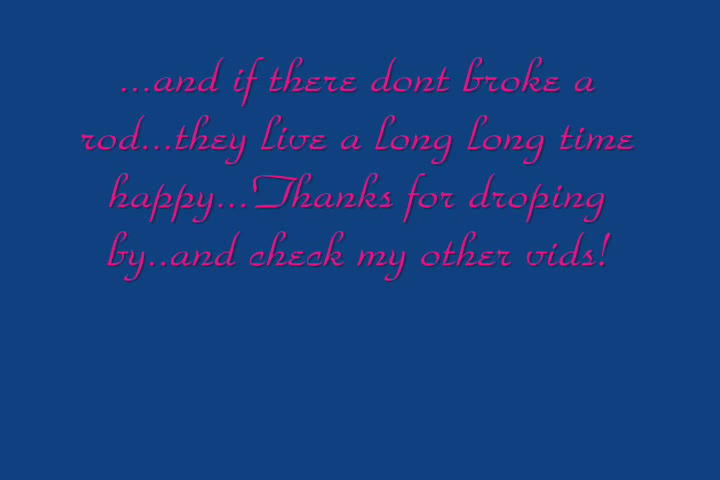 ...and if there dont broke a
rod...they live a long long time
happy...Thanks for droping
by..and check my other vids!